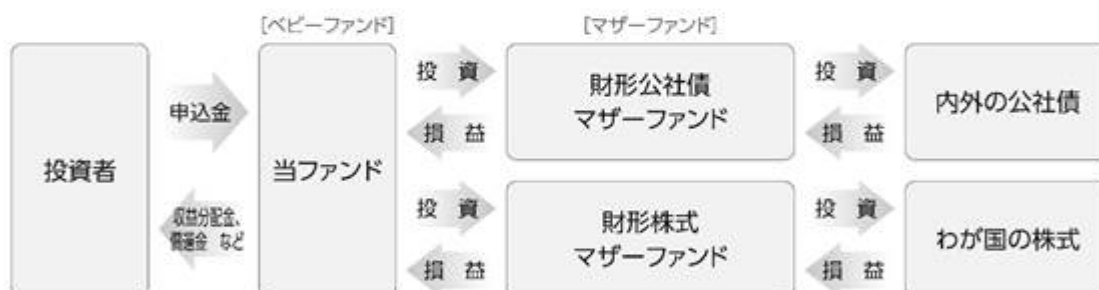 [ベビーファンド]
[マザーファンド]
投資者
申込金
収益分配金、
償還金 など
当ファンド
投 資
損 益
財形公社債
マザーファンド
投 資
損 益
内外の公社債
投 資
損 益
財形株式
マザーファンド
投 資
損 益
わが国の株式